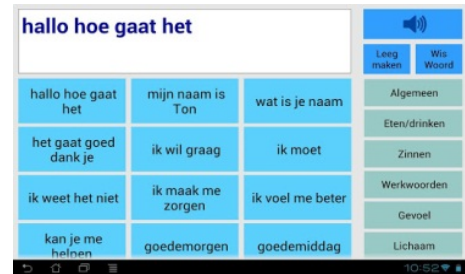 hallo hoe gaat het
Leeg
maken
Wis
Woord
hallo hoe gaat
het
mijn naam is
Ton
wat is je naam
Algemeen
Eten/drinken
het gaat goed
dank je
ik wil graag
ik moet
Zinnen
ik weet het niet
ik maak me
zorgen
ik voel me beter
Werkwoorden
Gevoel
kan je me
helpen
goedemorgen
goedemiddag
Lichaam
10:52